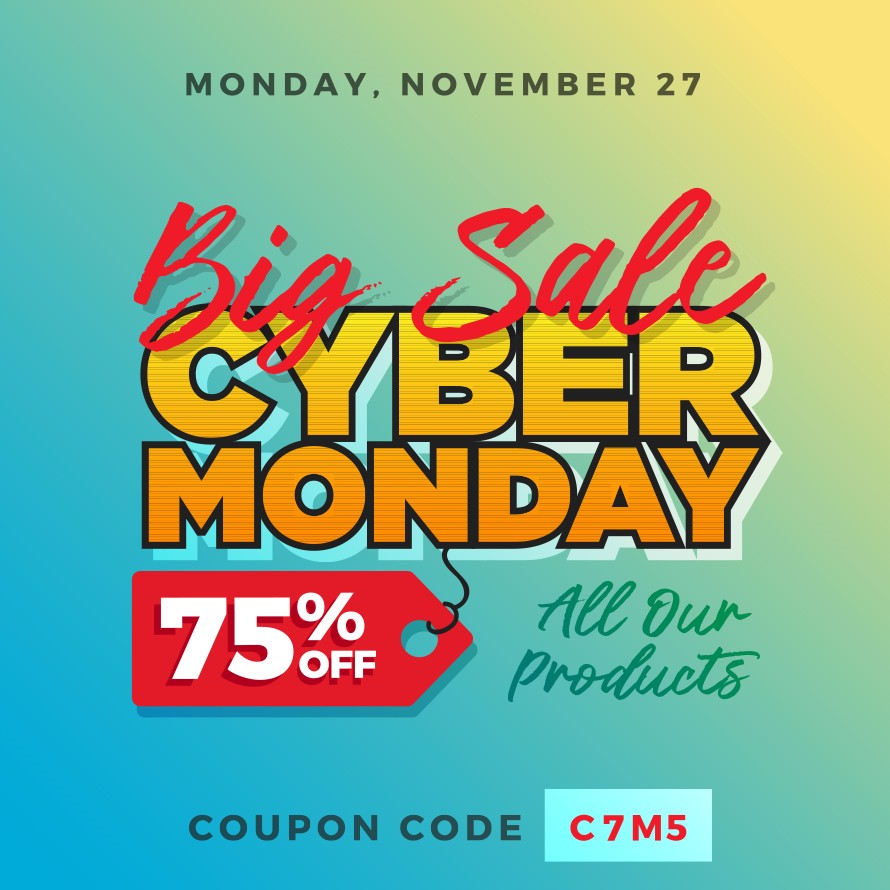 MONDAY, NOVEMBER 27
Big Sale
CYBER
MONDAY
75% OFF
All Our
Products
COUPON CODE C7M5